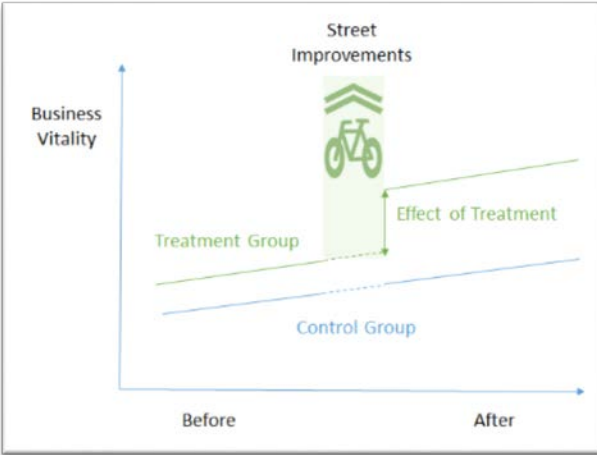 Street
Improvements
Business
Vitality
Effect of Treatment
Treatment Group
Control Group
Before
After